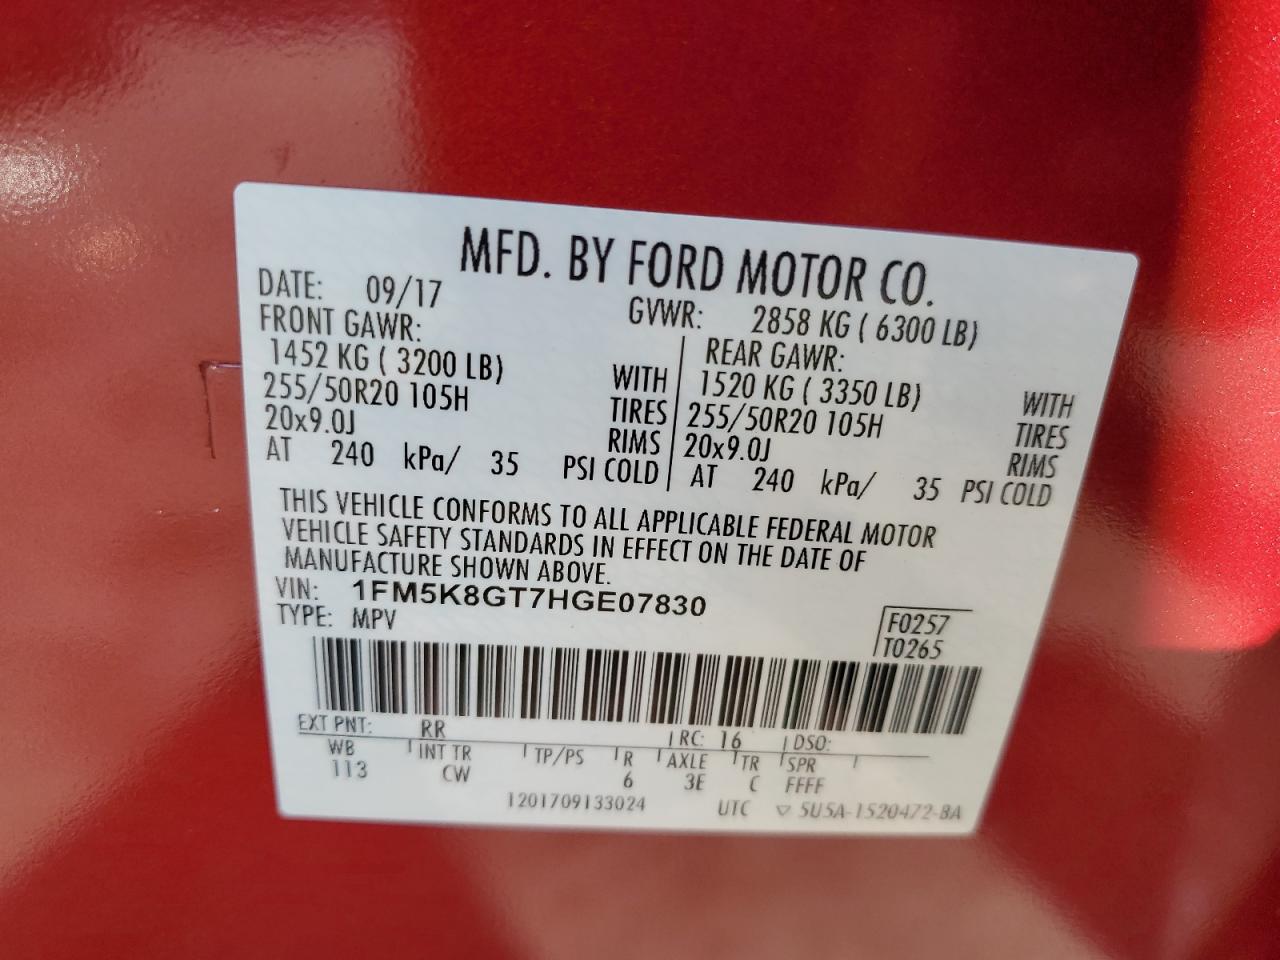 MFD. BY FORD MOTOR CO.
DATE: 09/17 GVWR: 2858 KG ( 6300 LB)
FRONT GAWR: REAR GAWR:
1452 KG ( 3200 LB) WITH 1520 KG ( 3350 LB) WITH
255/50R20 105H TIRES 255/50R20 105H TIRES
20x9.0J RIMS 20x9.0J RIMS
AT 240 kPa/ 35 PSI COLD AT 240 kPa/ 35 PSI COLD
THIS VEHICLE CONFORMS TO ALL APPLICABLE FEDERAL MOTOR
VEHICLE SAFETY STANDARDS IN EFFECT ON THE DATE OF
MANUFACTURE SHOWN ABOVE.
VIN: 1FM5K8GT7HGE07830
TYPE: MPV
F0257
T0265
EXT PNT: RR RC: 16 DSO:
WB INT TR TP/PS R AXLE TR SPR
113 CW 6 3E C FFFF
1201709133024 UTC ▽ 5U5A-1520472-BA